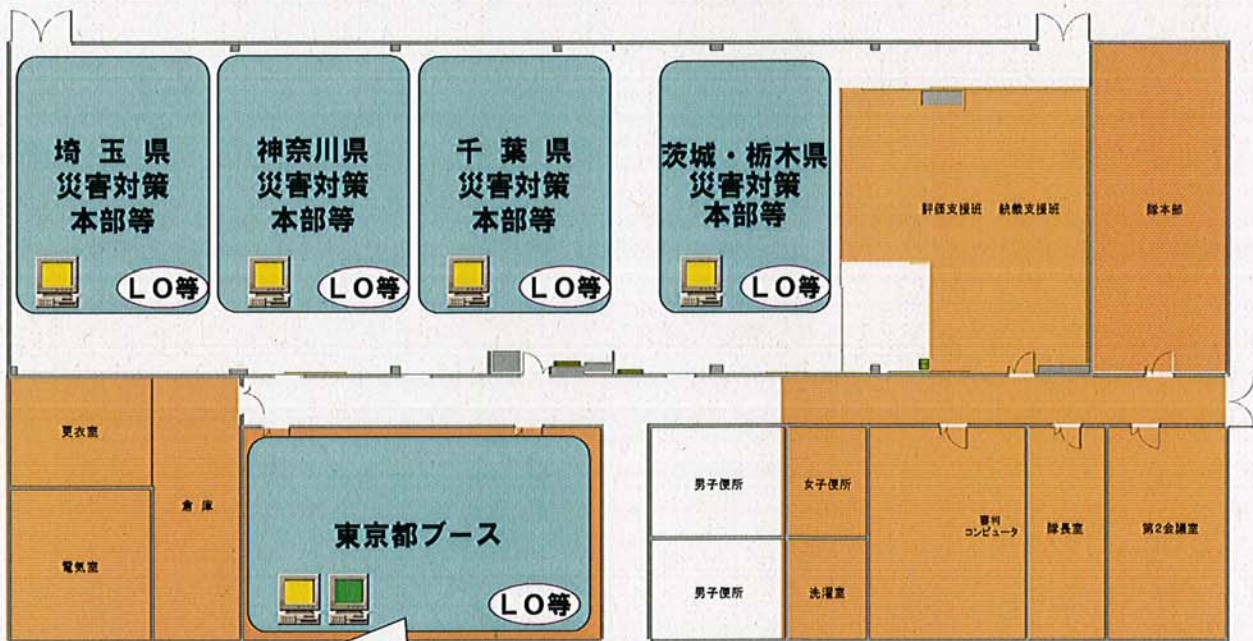 埼玉県
災害対策
本部等
LO等
神奈川県
災害対策
本部等
LO等
千葉県
災害対策
本部等
LO等
茨城・栃木県
災害対策
本部等
LO等
評価支援班 統裁支援班
隊本部
更衣室
倉庫
電気室
東京都ブース
LO等
男子便所
女子便所
審判
コンピュータ
隊長室
第2会議室
男子便所
洗濯室